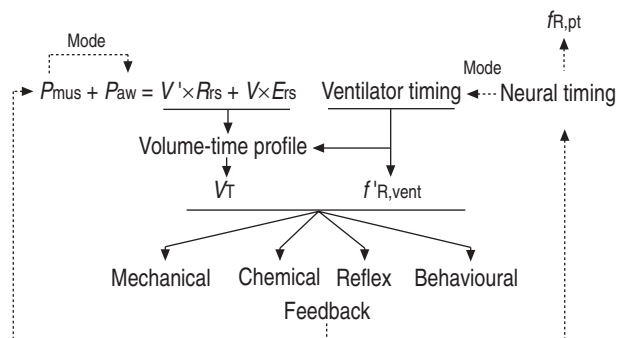 fR,pt
Mode
Mode
Pmus + Paw = V'×Rrs + V×Ers
Ventilator timing
Neural timing
Volume-time profile
VT
f'R,vent
Mechanical
Chemical
Reflex
Behavioural
Feedback